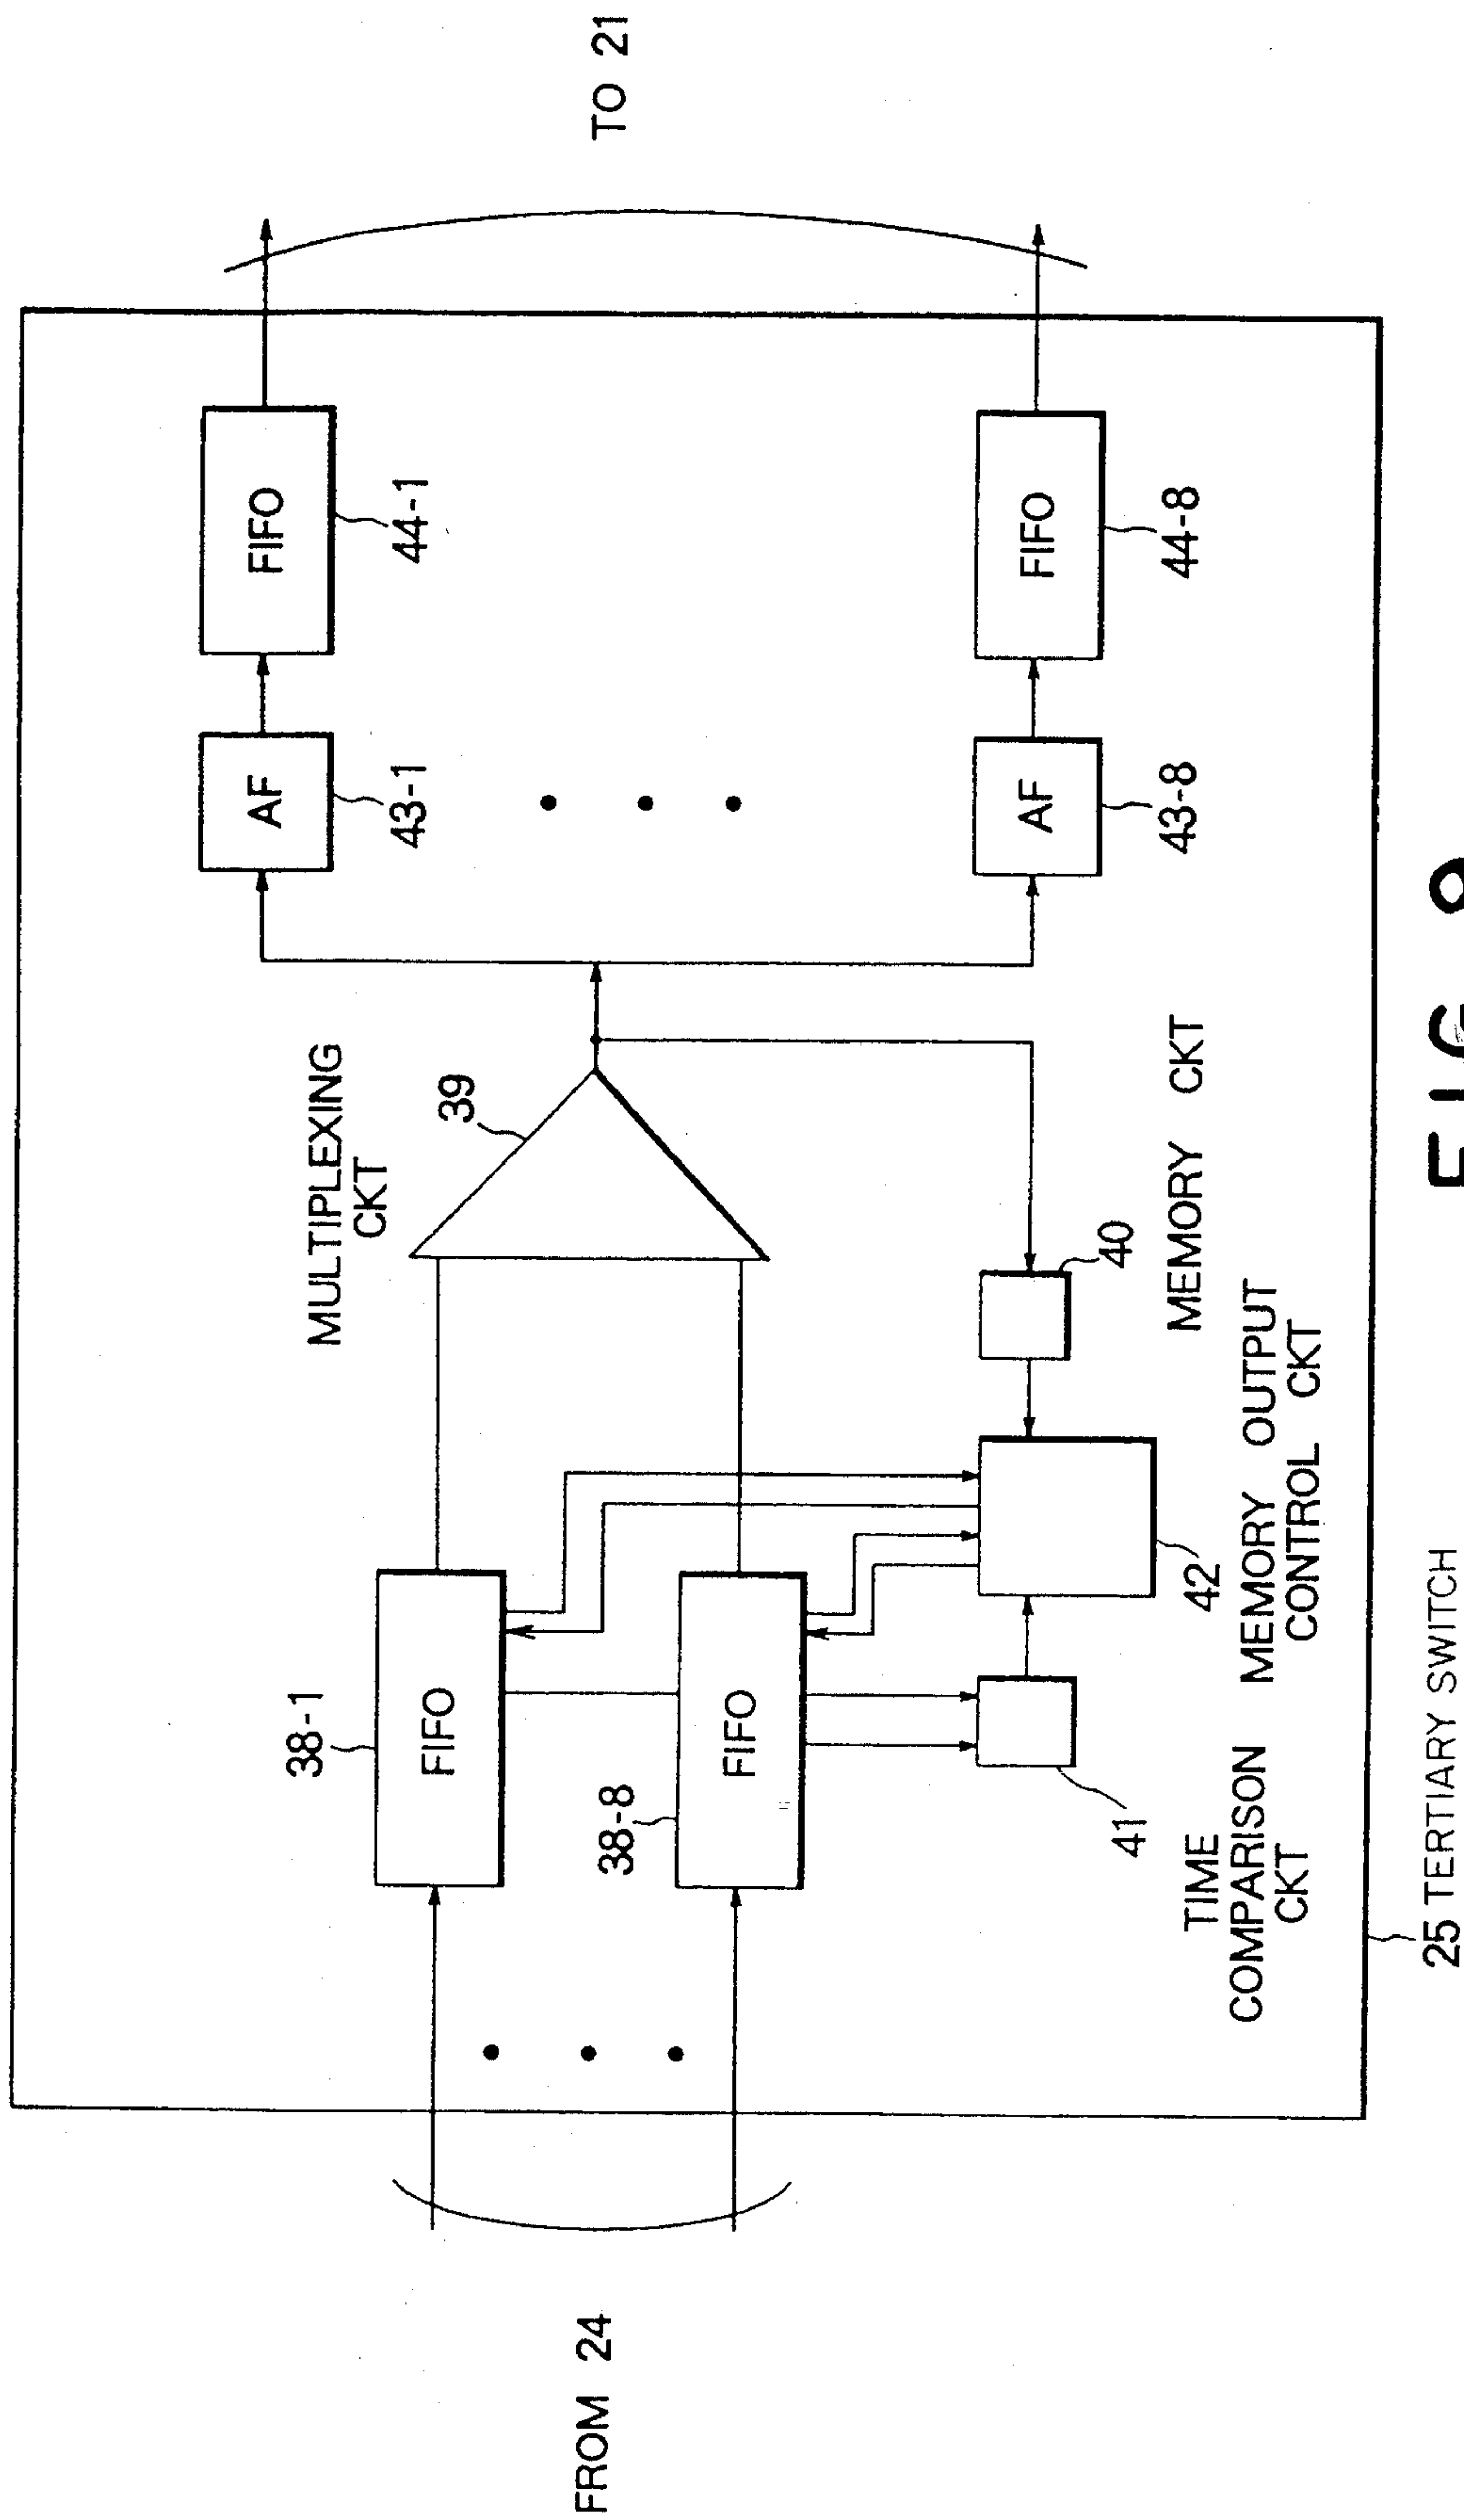 FROM 24
38-1
FIFO
38-8
FIFO
MULTIPLEXING
CKT
39
AF
43-1
FIFO
44-1
AF
43-8
FIFO
44-8
TO 21
40
MEMORY CKT
42
MEMORY OUTPUT
CONTROL CKT
41
TIME
COMPARISON
CKT
25 TERTIARY SWITCH